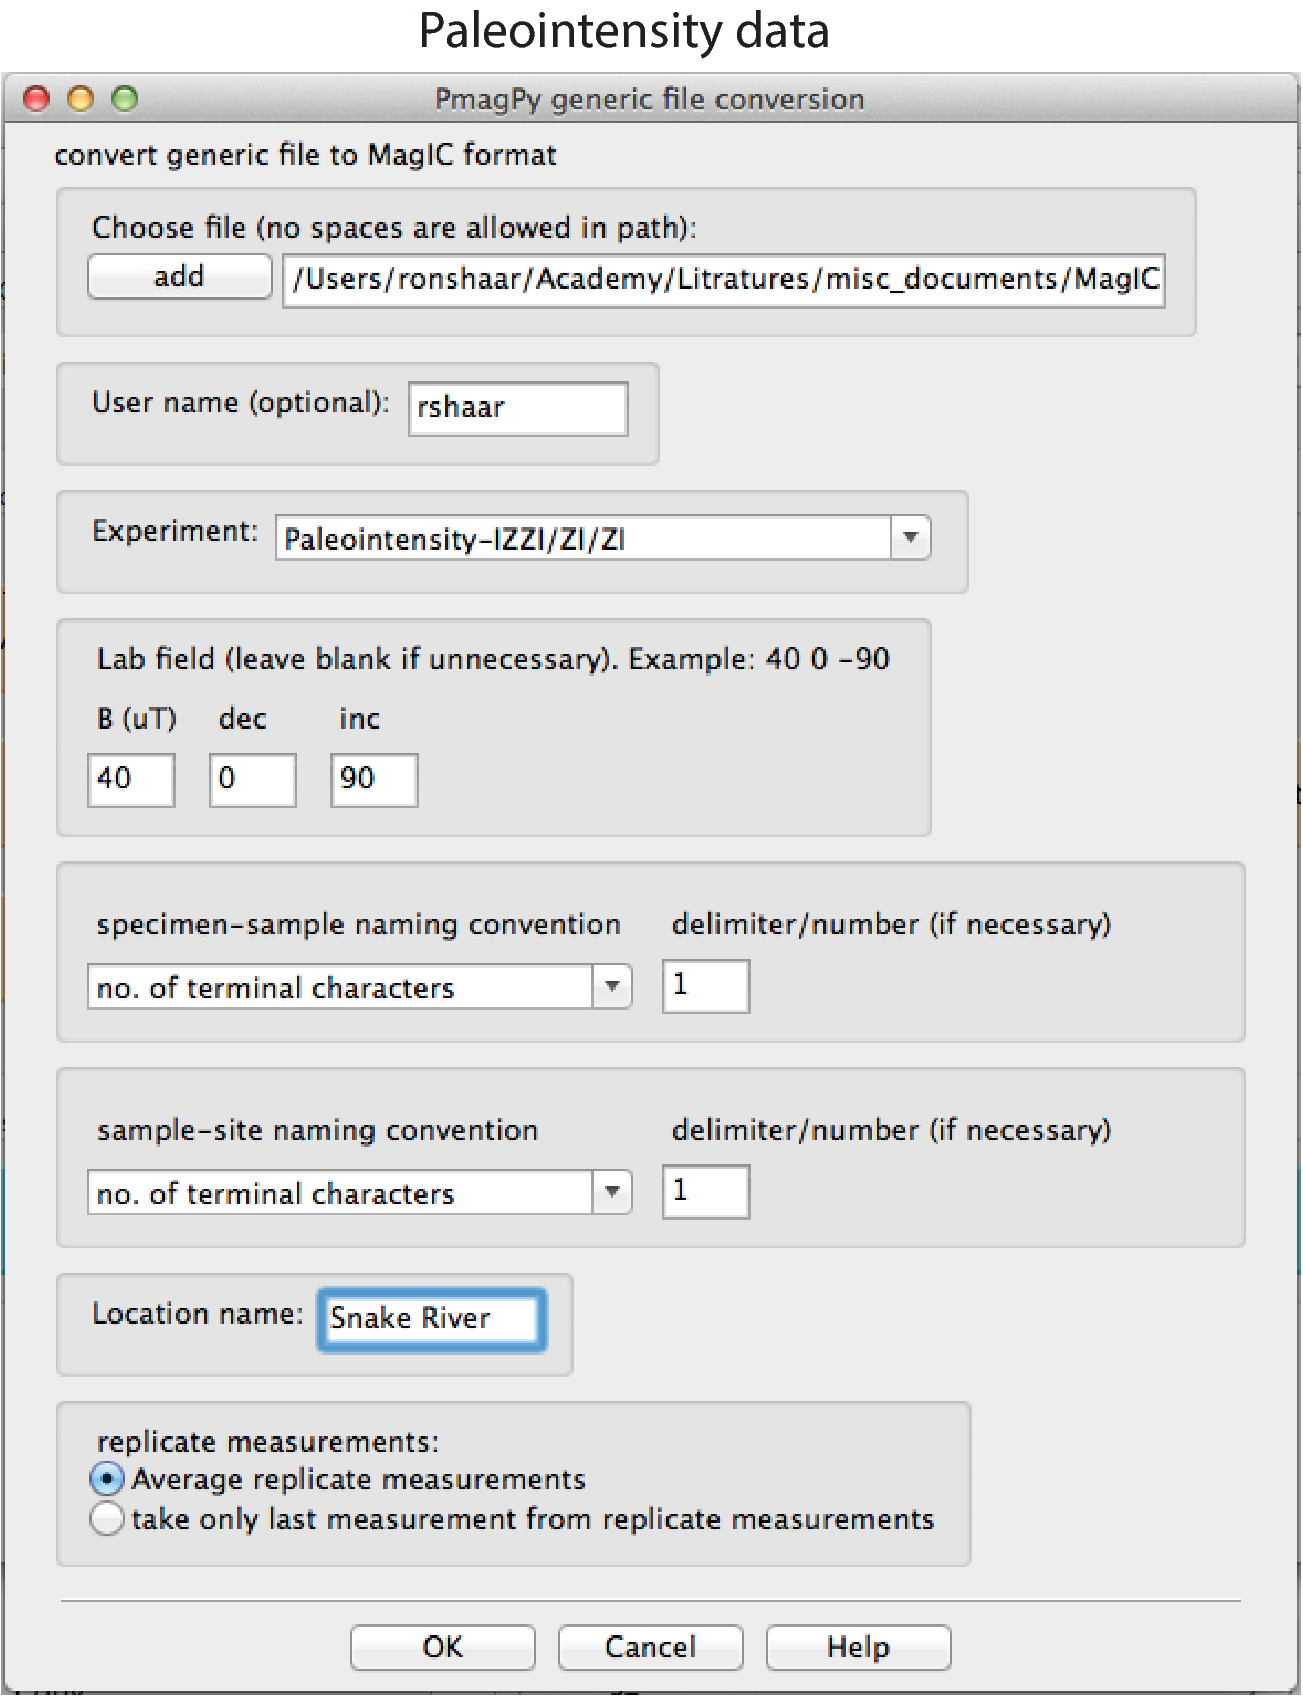 Paleointensity data
PmagPy generic file conversion
convert generic file to MagIC format
Choose file (no spaces are allowed in path):
add /Users/ronshaar/Academy/Litratures/misc_documents/MagIC
User name (optional): rshaar
Experiment: Paleointensity-IZZI/ZI/ZI
Lab field (leave blank if unnecessary). Example: 40 0 -90
B (uT) dec inc
40 0 90
specimen-sample naming convention delimiter/number (if necessary)
no. of terminal characters 1
sample-site naming convention delimiter/number (if necessary)
no. of terminal characters 1
Location name: Snake River
replicate measurements:
Average replicate measurements
take only last measurement from replicate measurements
OK Cancel Help